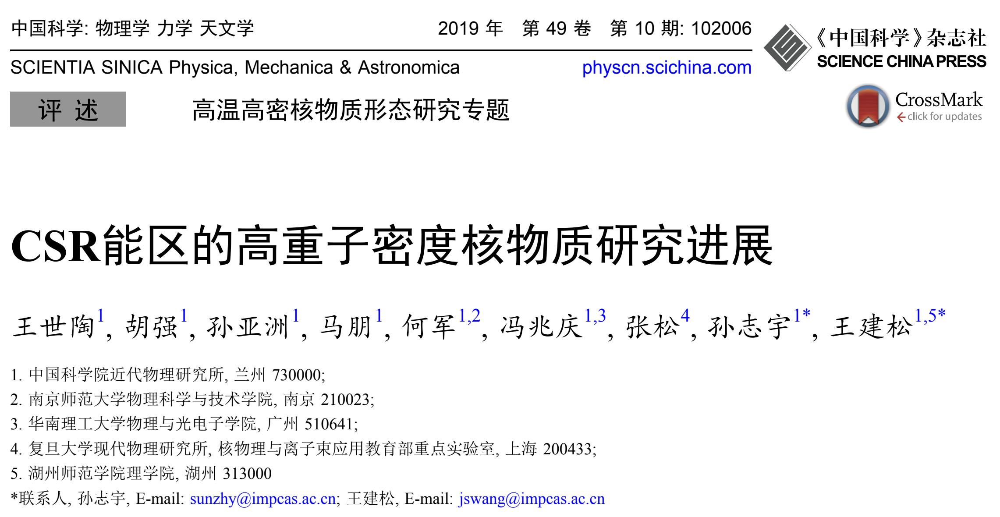 中国科学: 物理学 力学 天文学 2019 年 第 49 卷 第 10 期: 102006
SCIENTIA SINICA Physica, Mechanica & Astronomica physcn.scichina.com
《中国科学》杂志社
SCIENCE CHINA PRESS
评 述 高温高密核物质形态研究专题
CrossMark
click for updates
CSR能区的高重子密度核物质研究进展
王世陶1, 胡强1, 孙亚洲1, 马朋1, 何军1,2, 冯兆庆1,3, 张松4, 孙志宇1*, 王建松1,5*
1. 中国科学院近代物理研究所, 兰州 730000;
2. 南京师范大学物理科学与技术学院, 南京 210023;
3. 华南理工大学物理与光电子学院, 广州 510641;
4. 复旦大学现代物理研究所, 核物理与离子束应用教育部重点实验室, 上海 200433;
5. 湖州师范学院理学院, 湖州 313000
*联系人, 孙志宇, E-mail: sunzhy@impcas.ac.cn; 王建松, E-mail: jswang@impcas.ac.cn